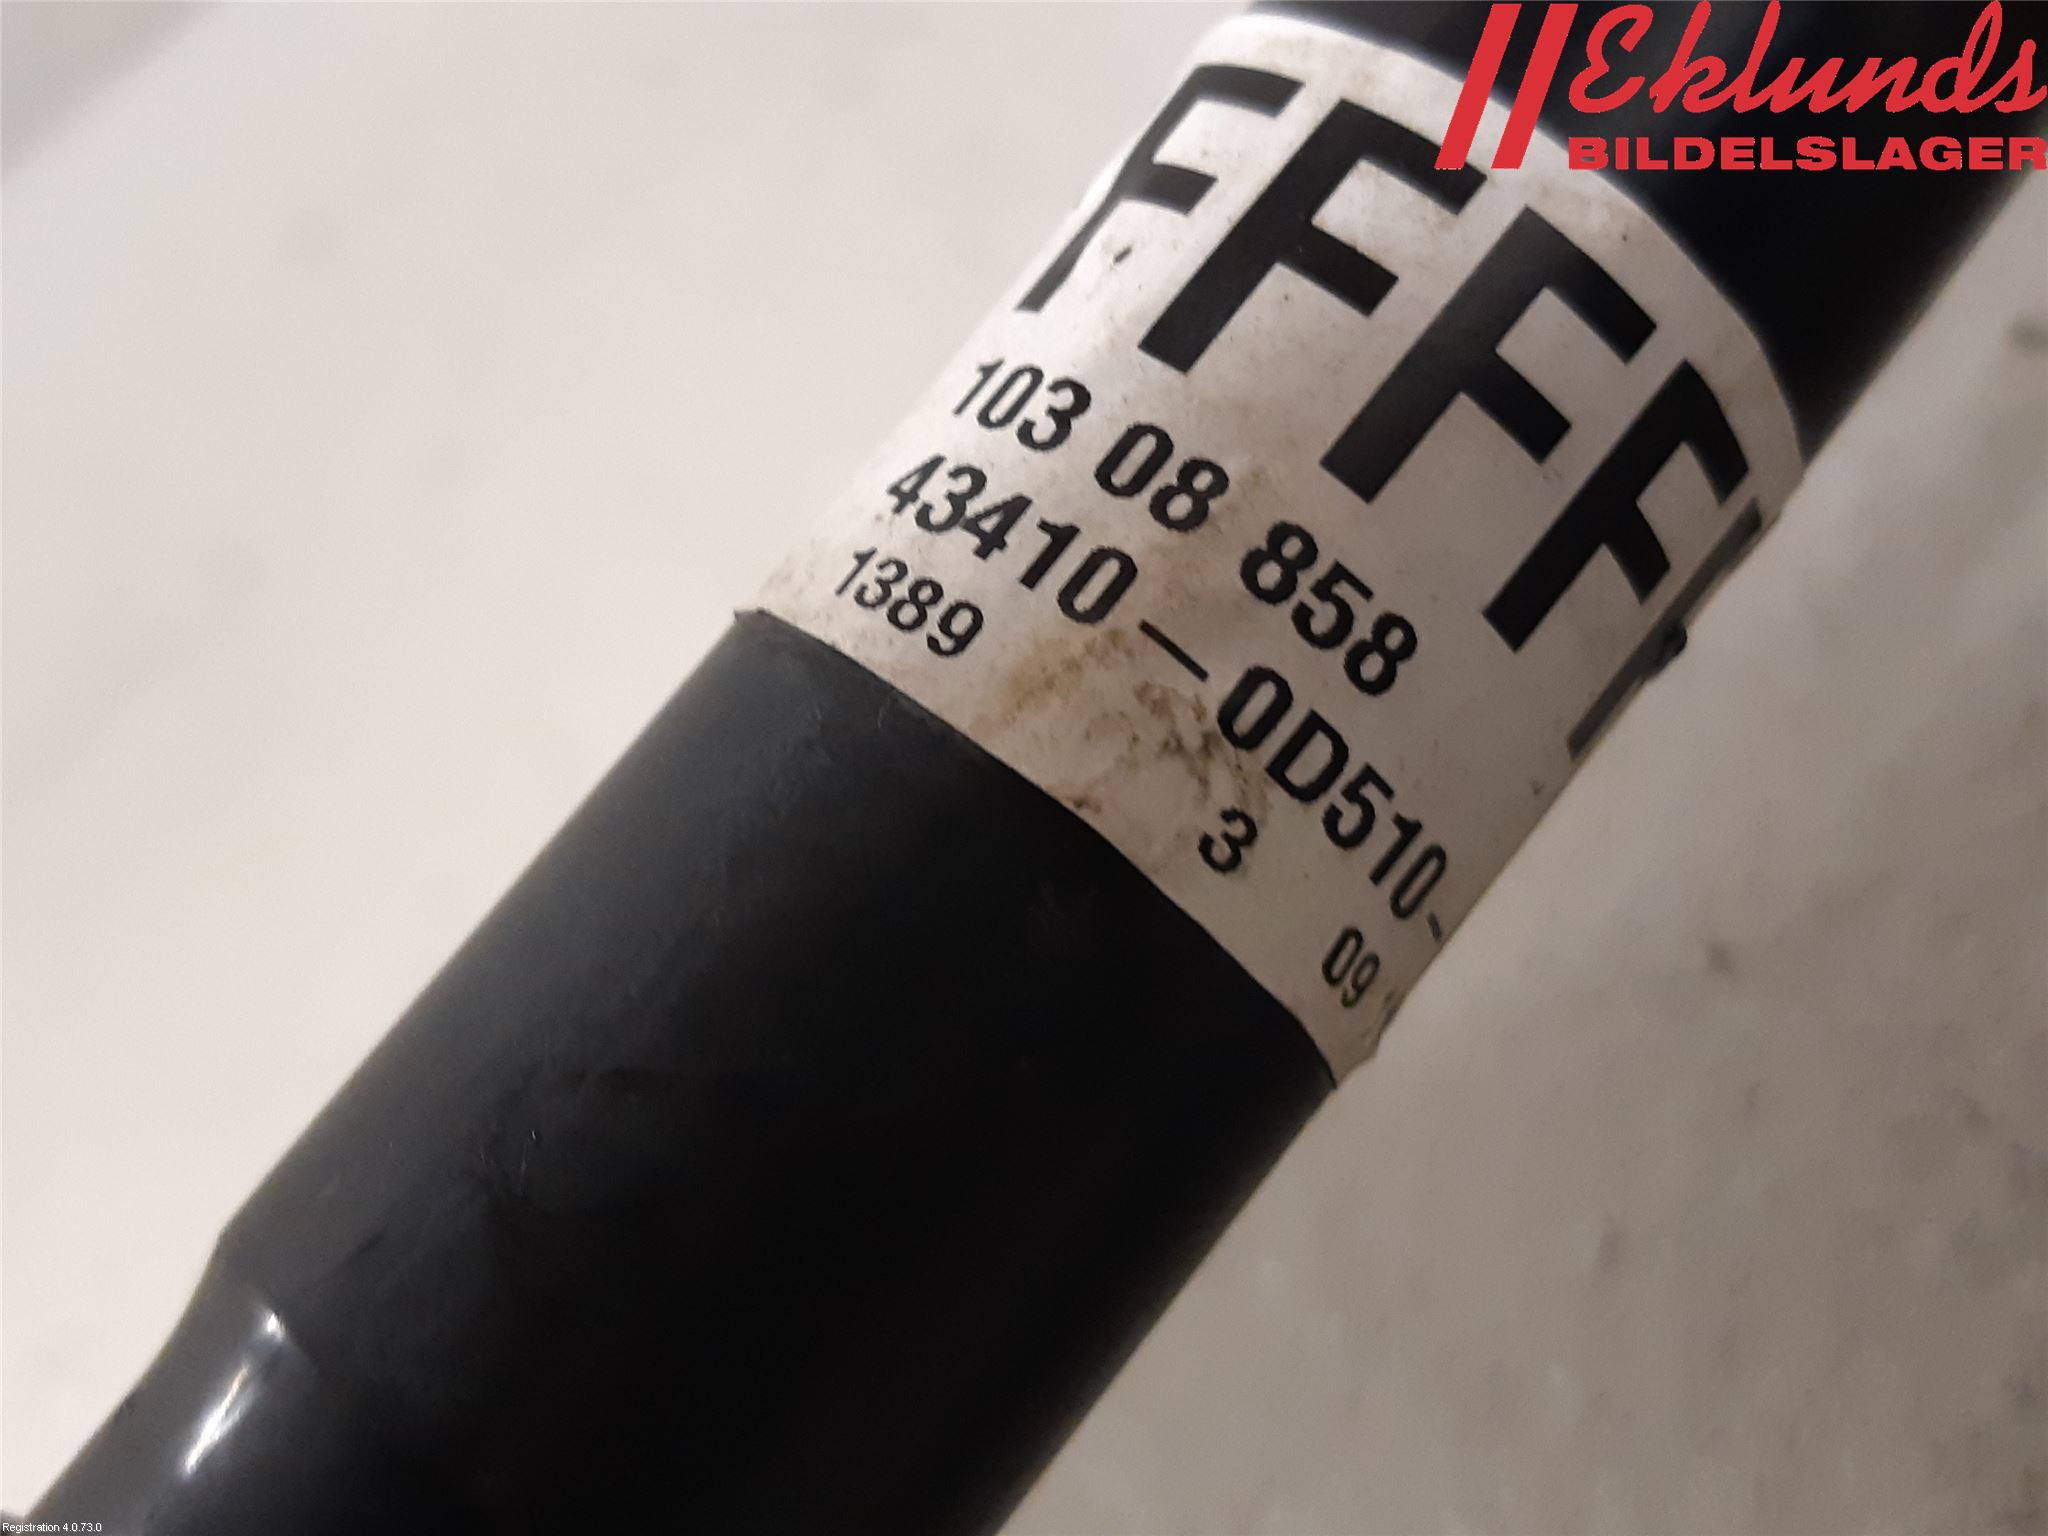 Eklunds
BILDELSLAGER
FFFF
103 08 858
43410-0D510-
1389 3 09
Registration 4.0.73.0